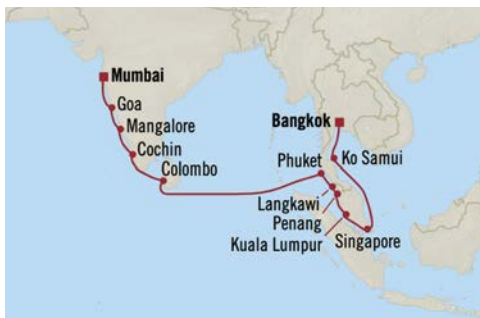 Mumbai
Goa
Mangalore
Cochin
Colombo
Bangkok
Ko Samui
Phuket
Langkawi
Penang
Kuala Lumpur
Singapore